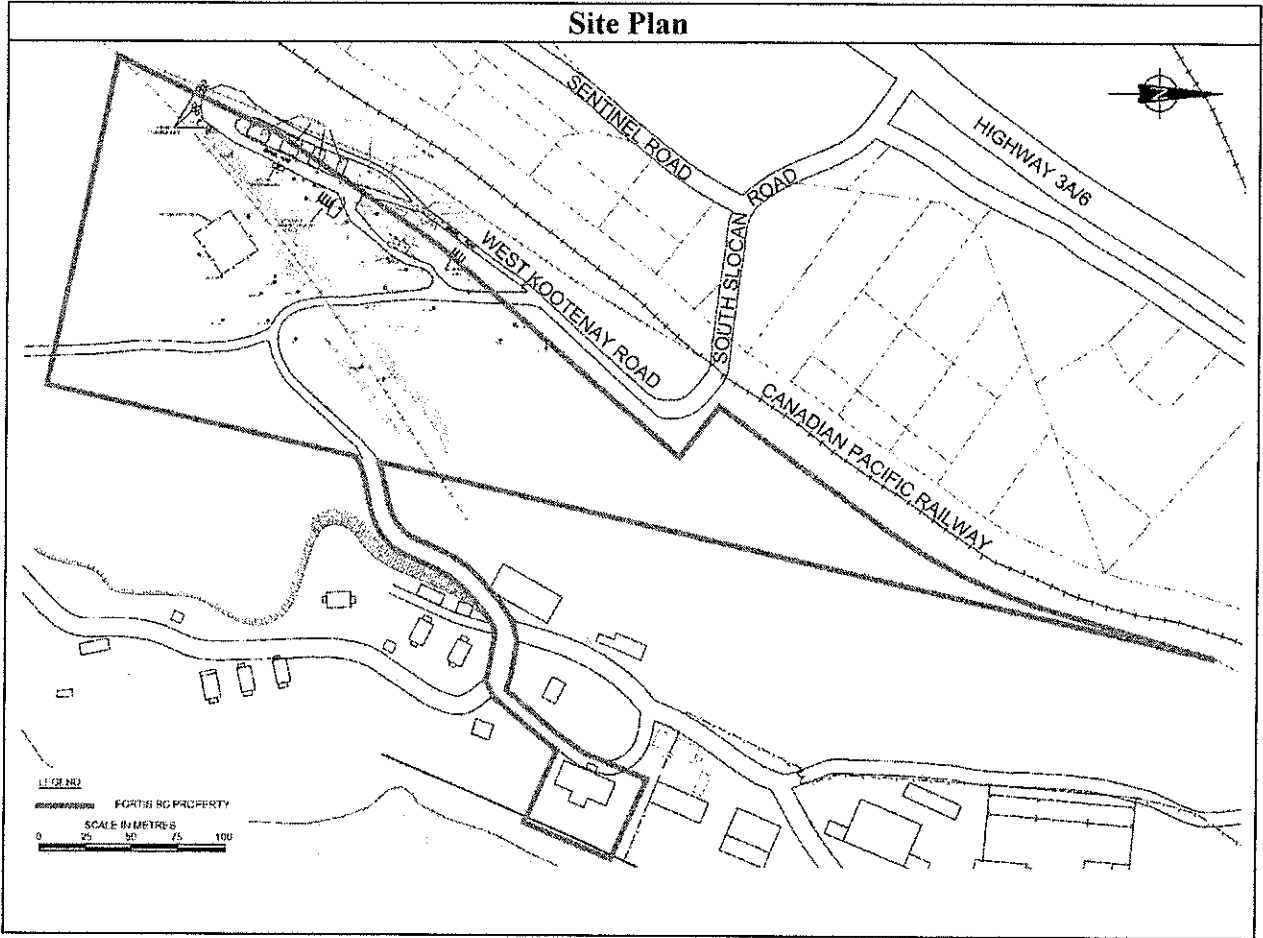 Site Plan
SENTINEL ROAD
HIGHWAY 3A/6
SOUTH SLOCAN ROAD
WEST KOOTENAY ROAD
CANADIAN PACIFIC RAILWAY
N
LEGEND
FORTIS BC PROPERTY
SCALE IN METRES
0 25 50 75 100